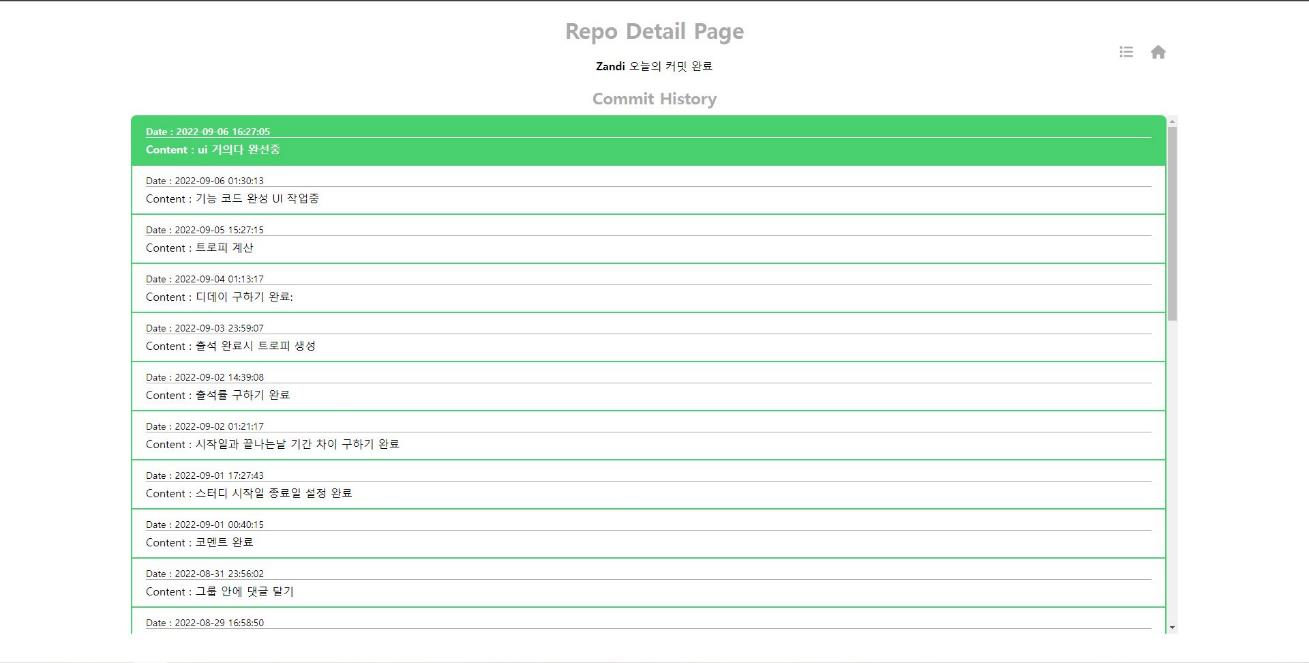 Repo Detail Page
Zandi 오늘의 커밋 완료
Commit History
Date : 2022-09-06 16:27:05
Content : ui 거의다 완선중
Date : 2022-09-06 01:30:13
Content : 기능 코드 완성 UI 작업중
Date : 2022-09-05 15:27:15
Content : 트로피 계산
Date : 2022-09-04 01:13:17
Content : 디데이 구하기 완료;
Date : 2022-09-03 23:59:07
Content : 출석 완료시 트로피 생성
Date : 2022-09-02 14:39:08
Content : 출석률 구하기 완료
Date : 2022-09-02 01:21:17
Content : 시작일과 끝나는날 기간 차이 구하기 완료
Date : 2022-09-01 17:27:43
Content : 스터디 시작일 종료일 설정 완료
Date : 2022-09-01 00:40:15
Content : 코멘트 완료
Date : 2022-08-31 23:56:02
Content : 그룹 안에 댓글 달기
Date : 2022-08-29 16:58:50